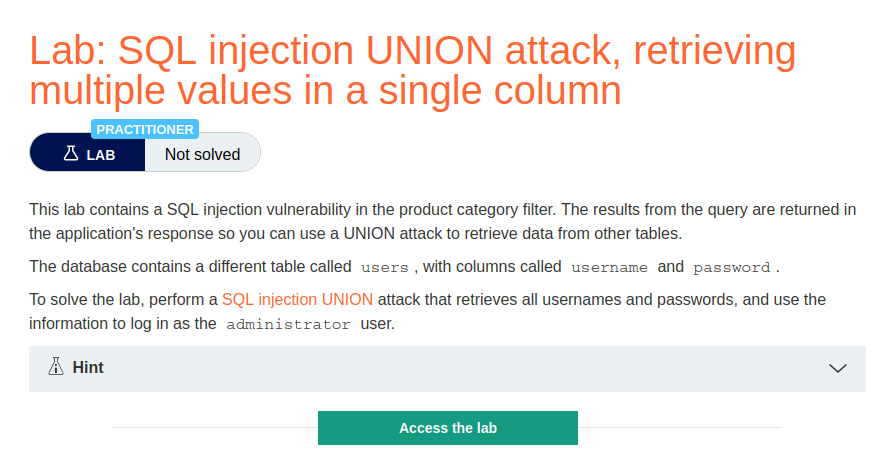 Lab: SQL injection UNION attack, retrieving
multiple values in a single column
PRACTITIONER
LAB
Not solved
This lab contains a SQL injection vulnerability in the product category filter. The results from the query are returned in
the application's response so you can use a UNION attack to retrieve data from other tables.
The database contains a different table called users , with columns called username and password .
To solve the lab, perform a SQL injection UNION attack that retrieves all usernames and passwords, and use the
information to log in as the administrator user.
Hint
Access the lab